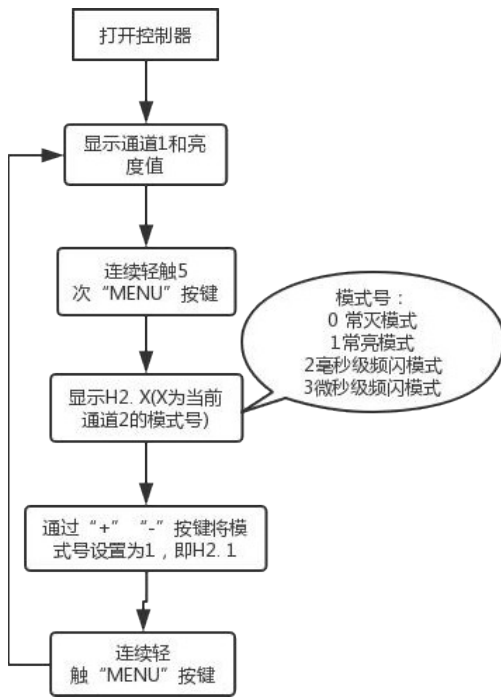 打开控制器
显示通道1和亮
度值
连续轻触5
次“MENU”按键
模式号：
0 常灭模式
1常亮模式
2毫秒级频闪模式
3微秒级频闪模式
显示H2. X(X为当前
通道2的模式号)
通过“+”“-”按键将模
式号设置为1，即H2. 1
连续轻
触“MENU”按键